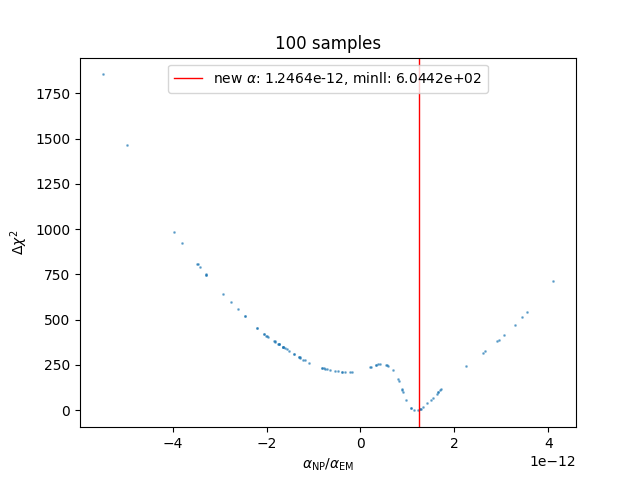 100 samples
new α: 1.2464e-12, minll: 6.0442e+02
1750
1500
1250
1000
750
500
250
0
Δχ²
−4 −2 0 2 4
1e−12
α_NP/α_EM